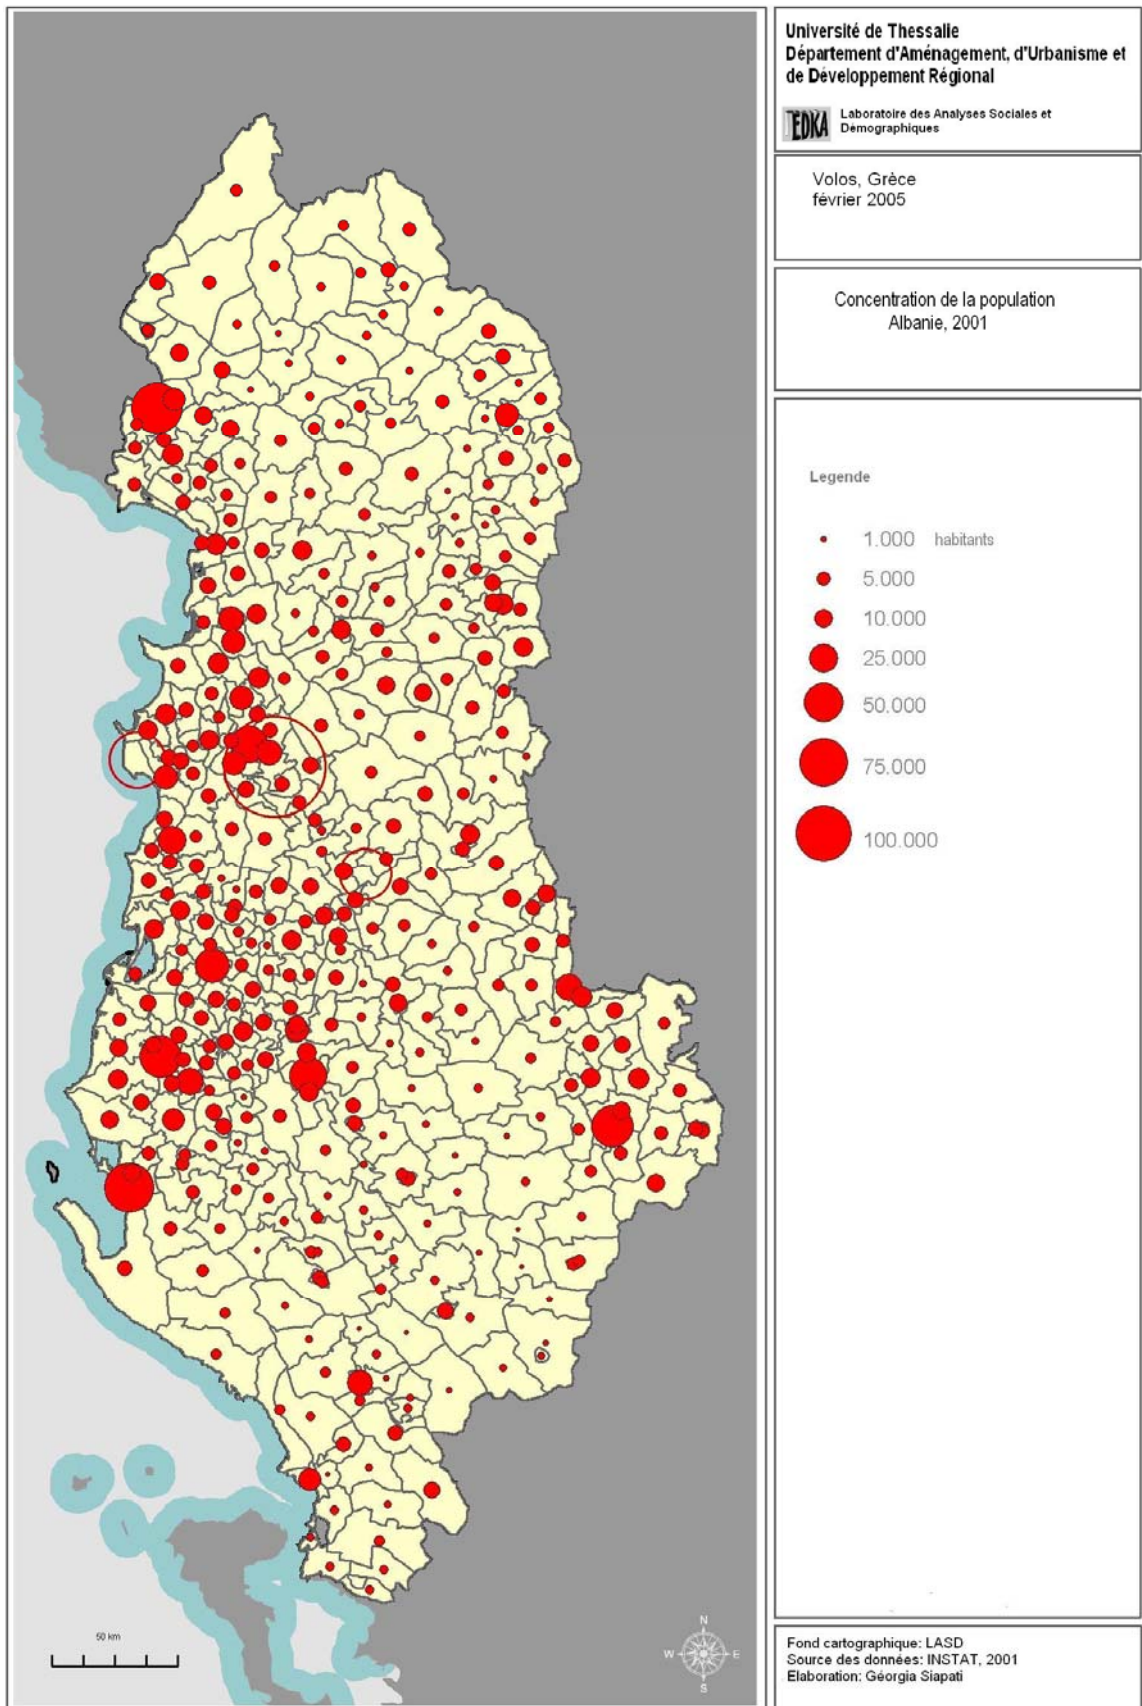 Université de Thessalie
Département d'Aménagement, d'Urbanisme et
de Développement Régional
TEDKA
Laboratoire des Analyses Sociales et
Démographiques
Volos, Grèce
février 2005
Concentration de la population
Albanie, 2001
Legende
1.000 habitants
5.000
10.000
25.000
50.000
75.000
100.000
50 km
N
W E
S
Fond cartographique: LASD
Source des données: INSTAT, 2001
Elaboration: Géorgia Siapati